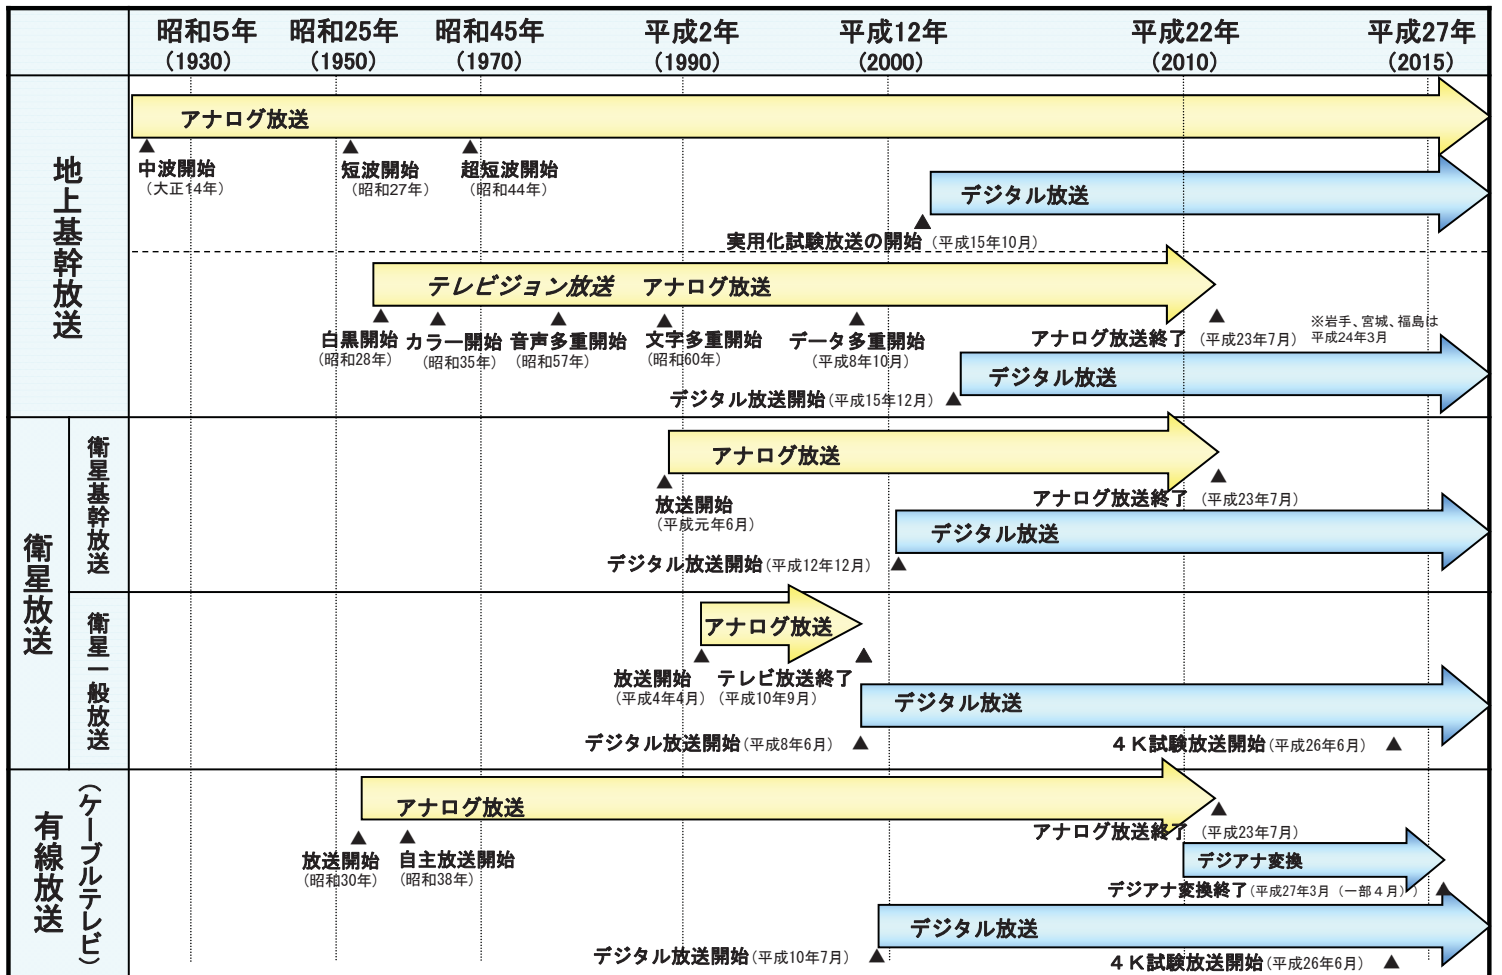 昭和5年 昭和25年 昭和45年 平成2年 平成12年 平成22年 平成27年
（1930） （1950） （1970） （1990） （2000） （2010） （2015）
地上基幹放送
アナログ放送
▲ ▲ ▲
中波開始 短波開始 超短波開始
（大正14年） （昭和27年） （昭和44年）
デジタル放送
▲
実用化試験放送の開始（平成15年10月）
テレビジョン放送 アナログ放送
▲ ▲ ▲ ▲ ▲ ▲
白黒開始 カラー開始 音声多重開始 文字多重開始 データ多重開始
（昭和28年） （昭和35年） （昭和57年） （昭和60年） （平成8年10月）
アナログ放送終了（平成23年7月）
※岩手、宮城、福島は
平成24年3月
デジタル放送
デジタル放送開始（平成15年12月） ▲
衛星放送
衛星基幹放送
アナログ放送
▲ ▲
放送開始
（平成元年6月）
アナログ放送終了（平成23年7月）
デジタル放送
デジタル放送開始（平成12年12月） ▲
衛星一般放送
アナログ放送
▲ ▲
放送開始 テレビ放送終了
（平成4年4月） （平成10年9月）
デジタル放送
デジタル放送開始（平成8年6月） ▲
４Ｋ試験放送開始（平成26年6月） ▲
有線放送
（ケーブルテレビ）
アナログ放送
▲ ▲ ▲
放送開始 自主放送開始
（昭和30年） （昭和38年）
アナログ放送終了（平成23年7月）
デジアナ変換
デジアナ変換終了（平成27年3月（一部４月）） ▲
デジタル放送
デジタル放送開始（平成10年7月） ▲
４Ｋ試験放送開始（平成26年6月） ▲